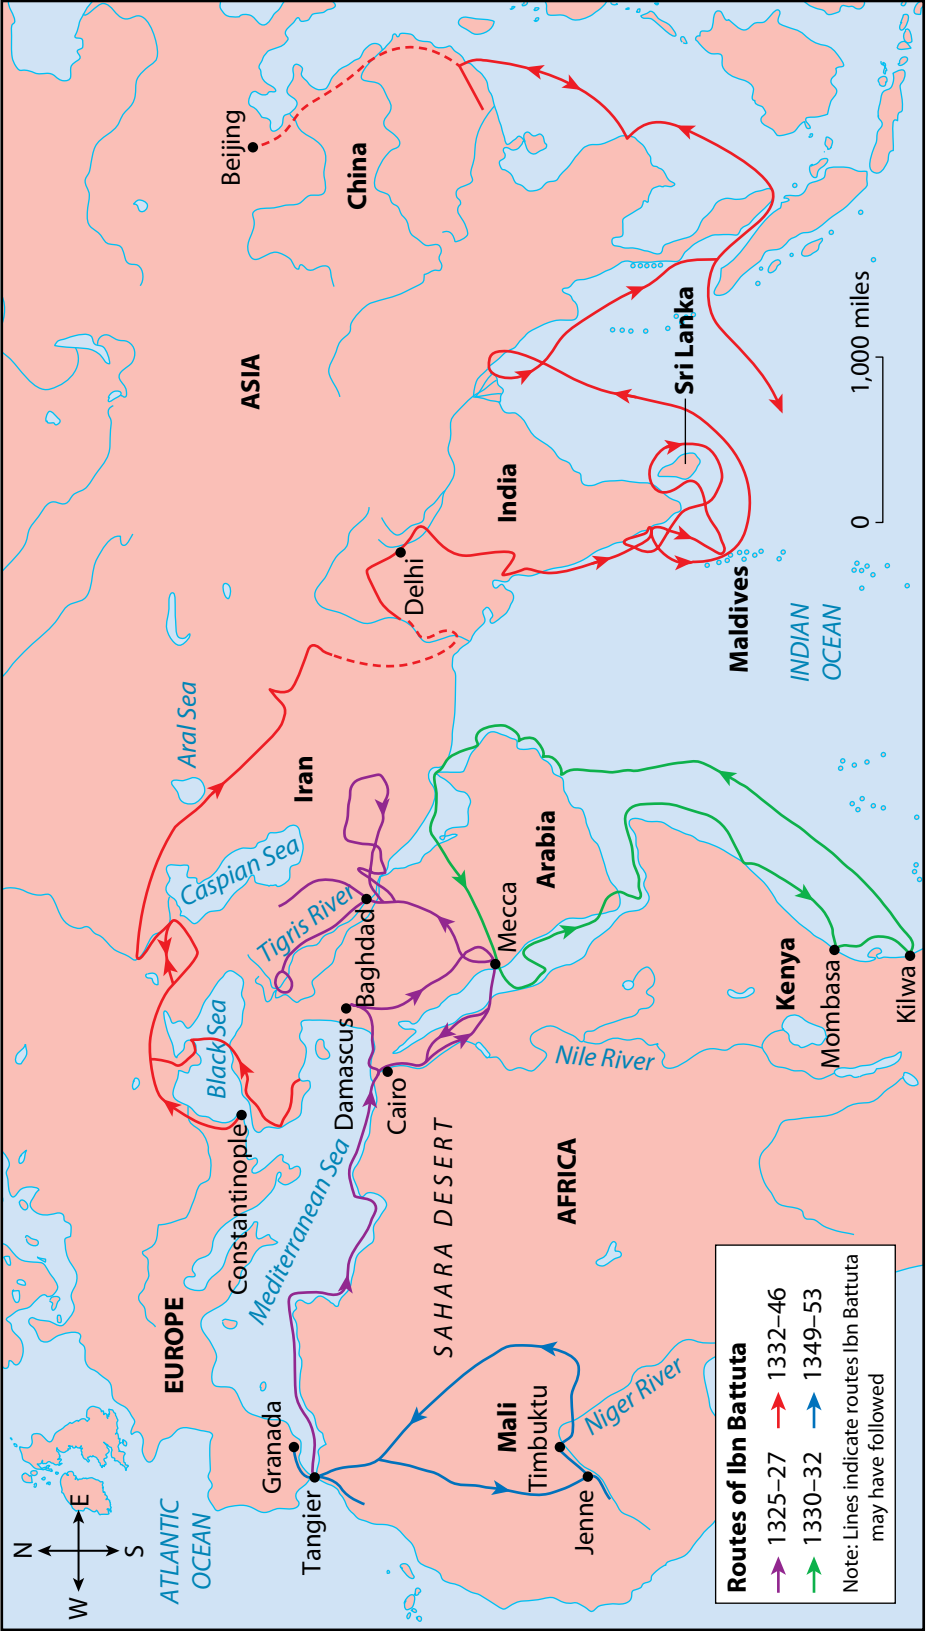 N
W
E
S
ATLANTIC
OCEAN
EUROPE
Granada
Tangier
Constantinople
Black Sea
Mediterranean Sea
Damascus
Cairo
SAHARA DESERT
AFRICA
Mali
Timbuktu
Jenne
Niger River
Nile River
Kenya
Mombasa
Kilwa
Mecca
Arabia
Baghdad
Tigris River
Caspian Sea
Aral Sea
Iran
ASIA
Delhi
India
Sri Lanka
Maldives
INDIAN
OCEAN
China
Beijing
0
1,000 miles
Routes of Ibn Battuta
1325–27
1332–46
1330–32
1349–53
Note: Lines indicate routes Ibn Battuta
may have followed